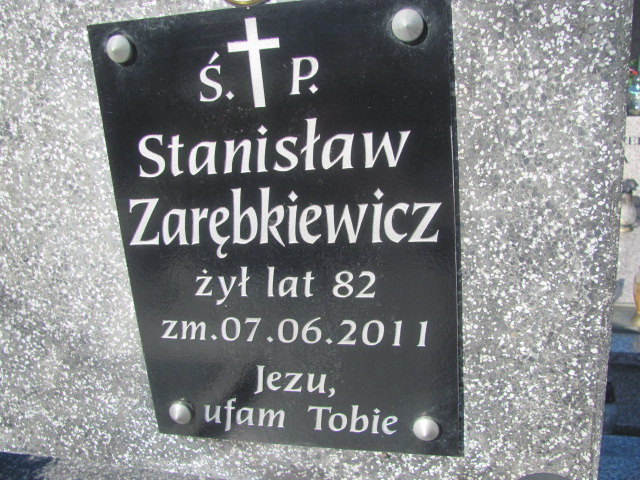 Ś. P.
Stanisław
Zarębkiewicz
żył lat 82
zm.07.06.2011
Jezu,
ufam Tobie